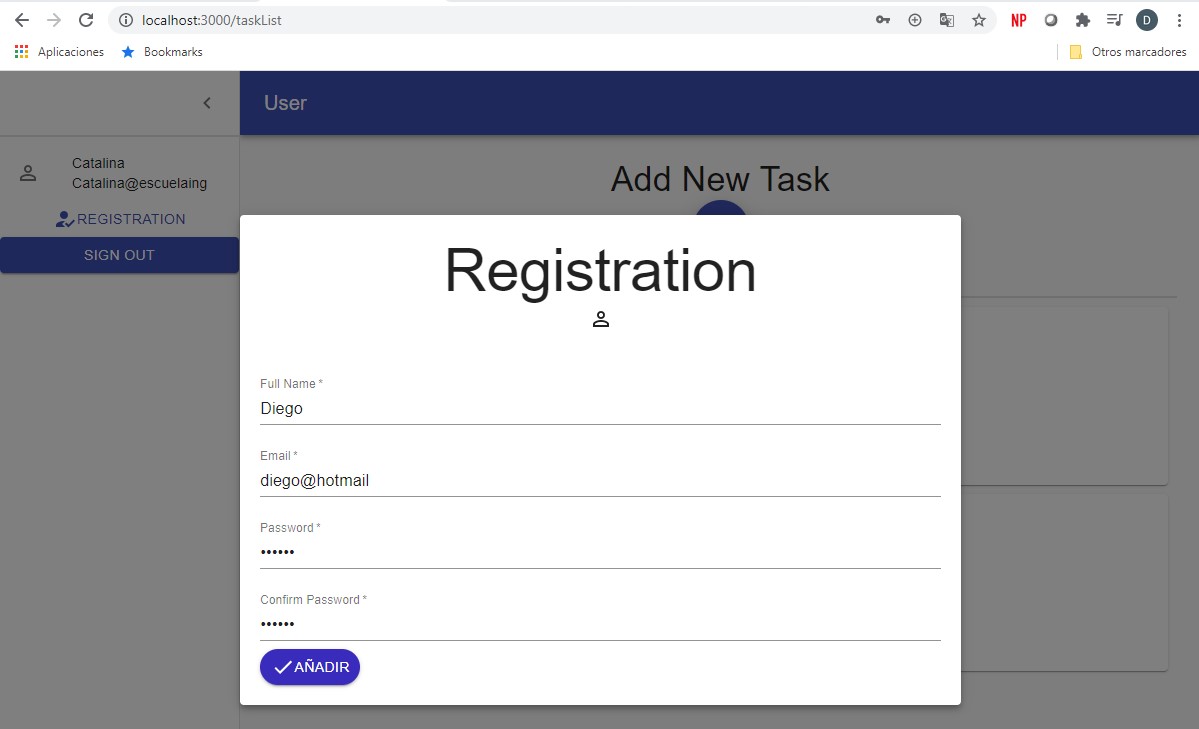 localhost:3000/taskList
NP
D
Aplicaciones
Bookmarks
Otros marcadores
User
Catalina
Catalina@escuelaing
REGISTRATION
SIGN OUT
Add New Task
Registration
Full Name *
Diego
Email *
diego@hotmail
Password *
••••••
Confirm Password *
••••••
AÑADIR